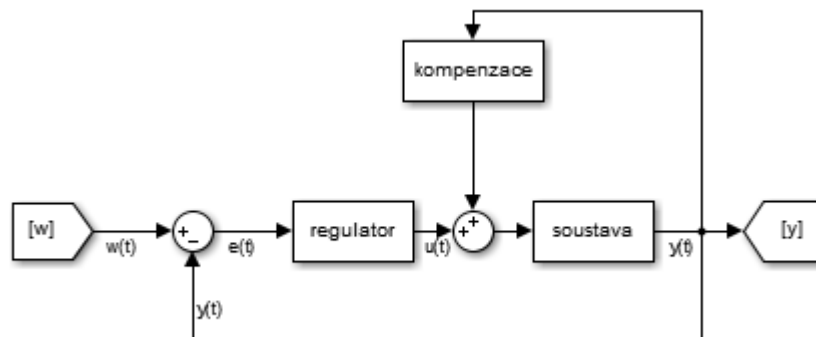 kompenzace
+
[w]
+
−
regulator
+
soustava
[y]
w(t)
e(t)
u(t)
y(t)
y(t)